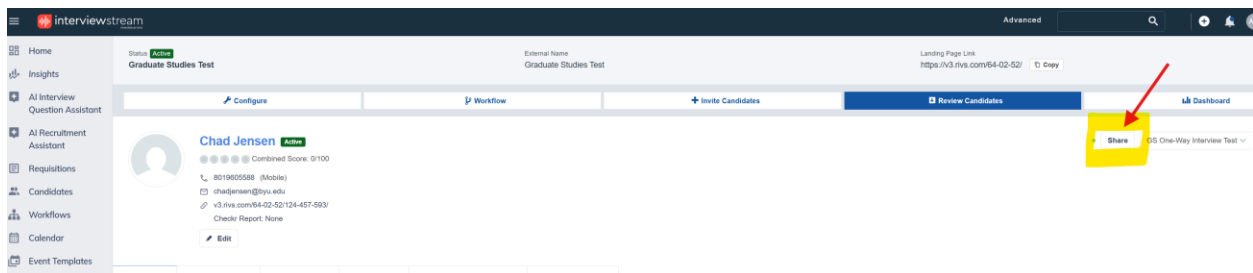 interviewstream
Advanced
Home
Insights
AI Interview
Question Assistant
AI Recruitment
Assistant
Requisitions
Candidates
Workflows
Calendar
Event Templates
Status Active
Graduate Studies Test
External Name
Graduate Studies Test
Landing Page Link
https://v3.rivs.com/64-02-52/ Copy
Configure
Workflow
Invite Candidates
Review Candidates
Dashboard
Chad Jensen Active
Combined Score: 0/100
8019605588 (Mobile)
chadjensen@byu.edu
v3.rivs.com/64-02-52/124-457-593/
Checkr Report: None
Edit
Share
GS One-Way Interview Test